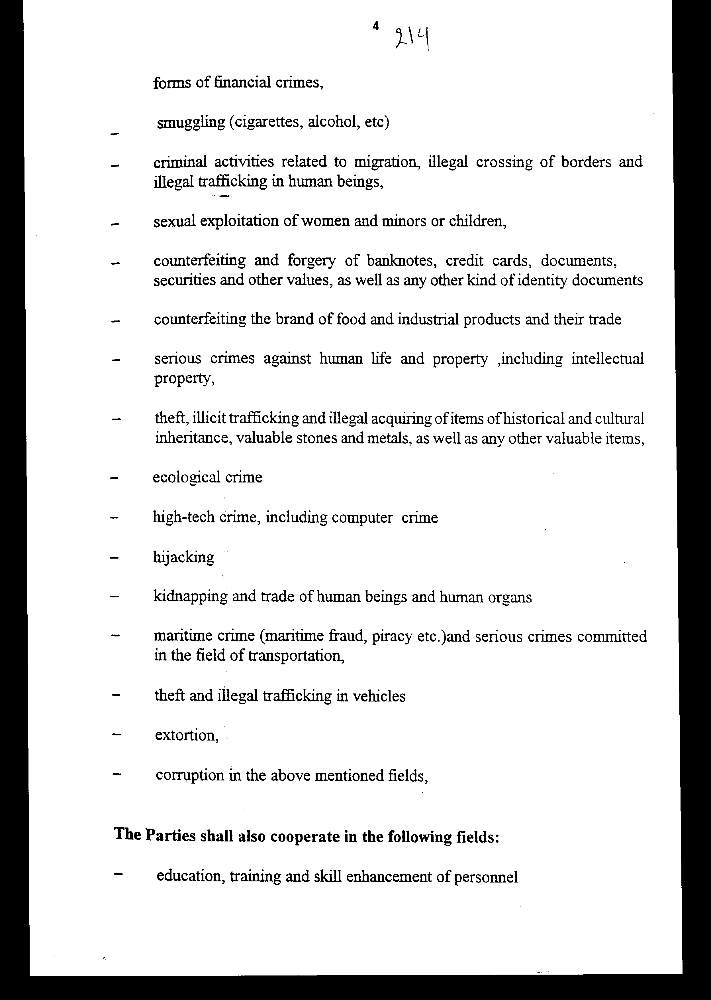 4
214
forms of financial crimes,
smuggling (cigarettes, alcohol, etc)
–
– criminal activities related to migration, illegal crossing of borders and
illegal trafficking in human beings,
– sexual exploitation of women and minors or children,
– counterfeiting and forgery of banknotes, credit cards, documents,
securities and other values, as well as any other kind of identity documents
– counterfeiting the brand of food and industrial products and their trade
– serious crimes against human life and property ,including intellectual
property,
– theft, illicit trafficking and illegal acquiring of items of historical and cultural
inheritance, valuable stones and metals, as well as any other valuable items,
– ecological crime
– high-tech crime, including computer crime
– hijacking
– kidnapping and trade of human beings and human organs
– maritime crime (maritime fraud, piracy etc.)and serious crimes committed
in the field of transportation,
– theft and illegal trafficking in vehicles
– extortion,
– corruption in the above mentioned fields,
The Parties shall also cooperate in the following fields:
– education, training and skill enhancement of personnel